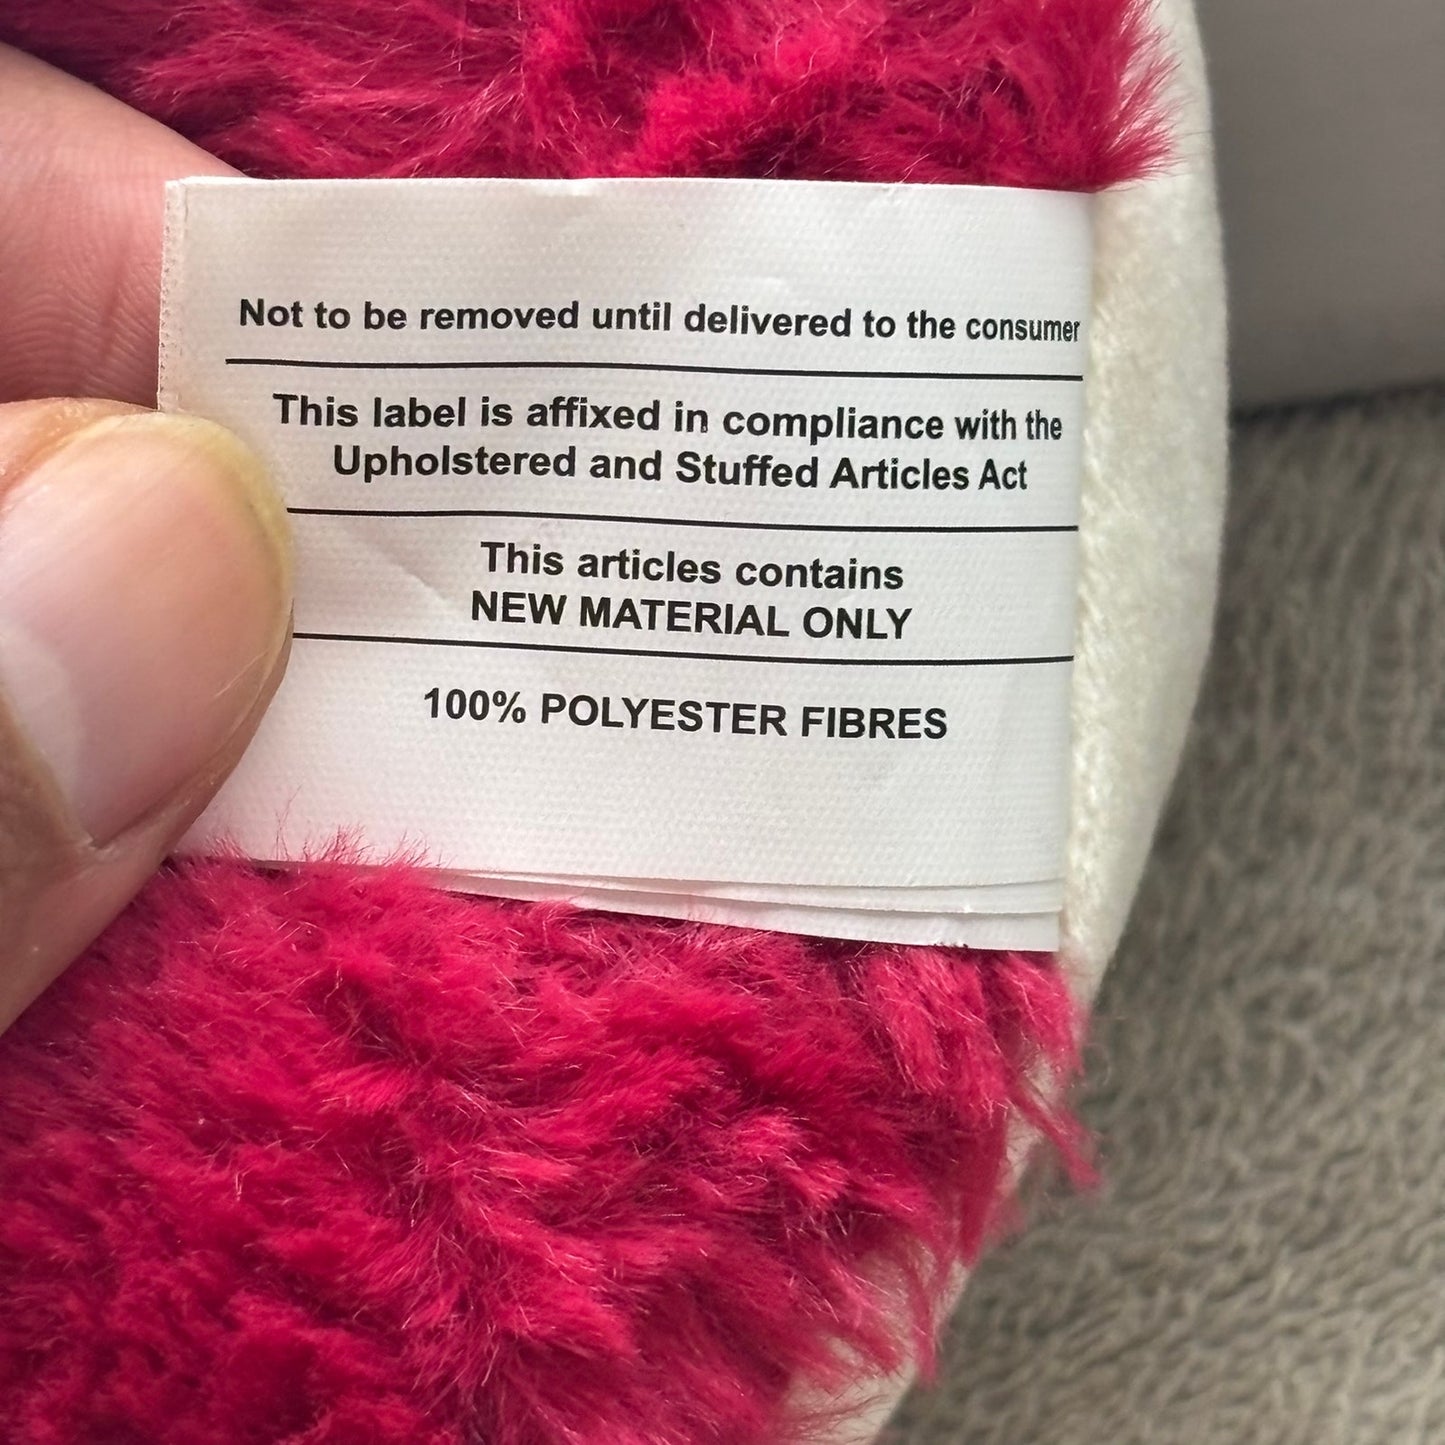 Not to be removed until delivered to the consumer
This label is affixed in compliance with the
Upholstered and Stuffed Articles Act
This articles contains
NEW MATERIAL ONLY
100% POLYESTER FIBRES